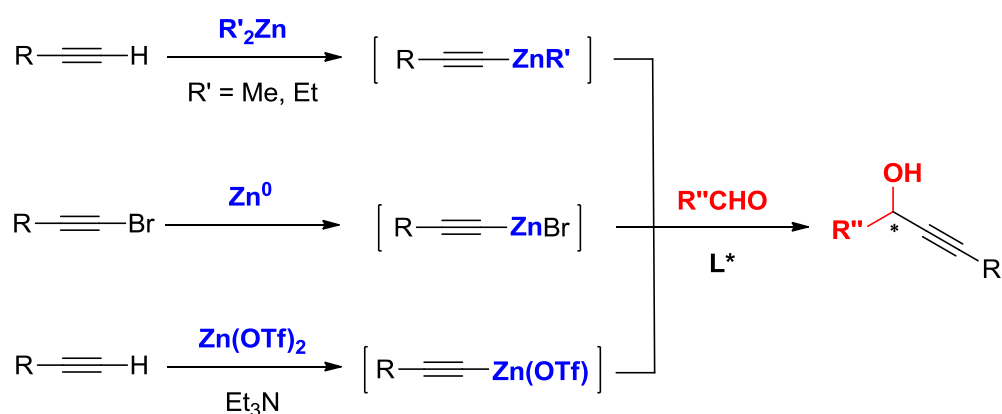 R'₂Zn
R ≡ H [ R ≡ ZnR' ]
R' = Me, Et
Zn⁰
R ≡ Br [ R ≡ ZnBr ]
R"CHO
L*
OH
R" * R
Zn(OTf)₂
R ≡ H [ R ≡ Zn(OTf) ]
Et₃N